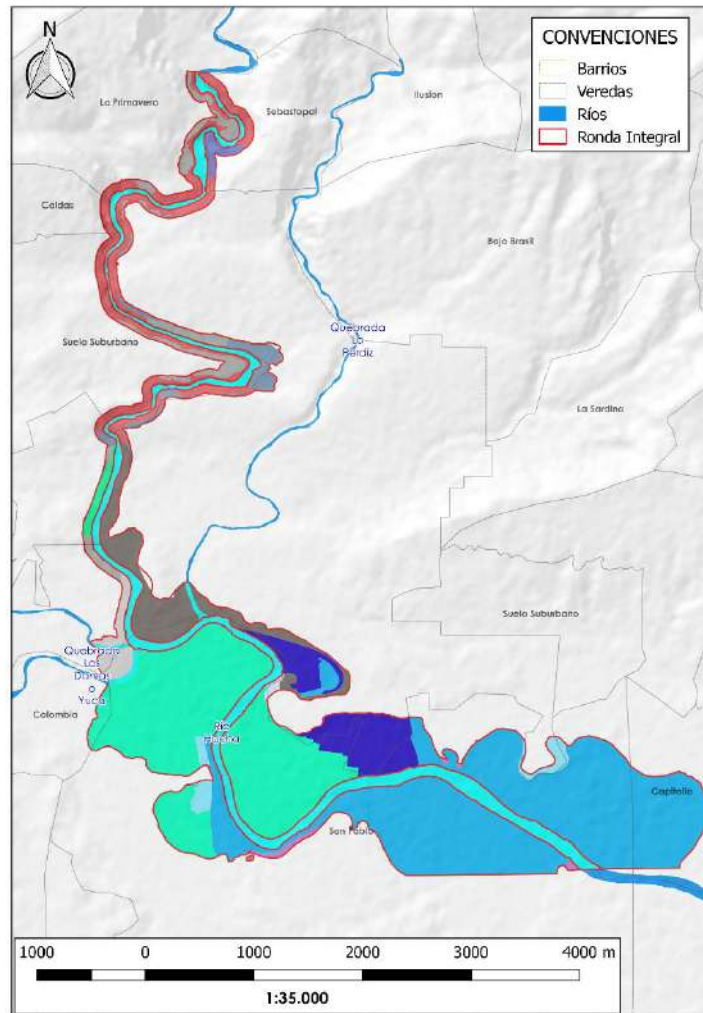 N
CONVENCIONES
Barrios
Veredas
Ríos
Ronda Integral
La Primavera
Sebastopol
Ilusion
Caldas
Bajo Brasil
Suelo Suburbano
Quebrada
La
Perdiz
La Sardina
Suelo Suburbano
Quebrada
Las
o
Yuca
Colombia
Río
Hacha
Capitolio
San Pablo
1000
0
1000
2000
3000
4000 m
1:35.000